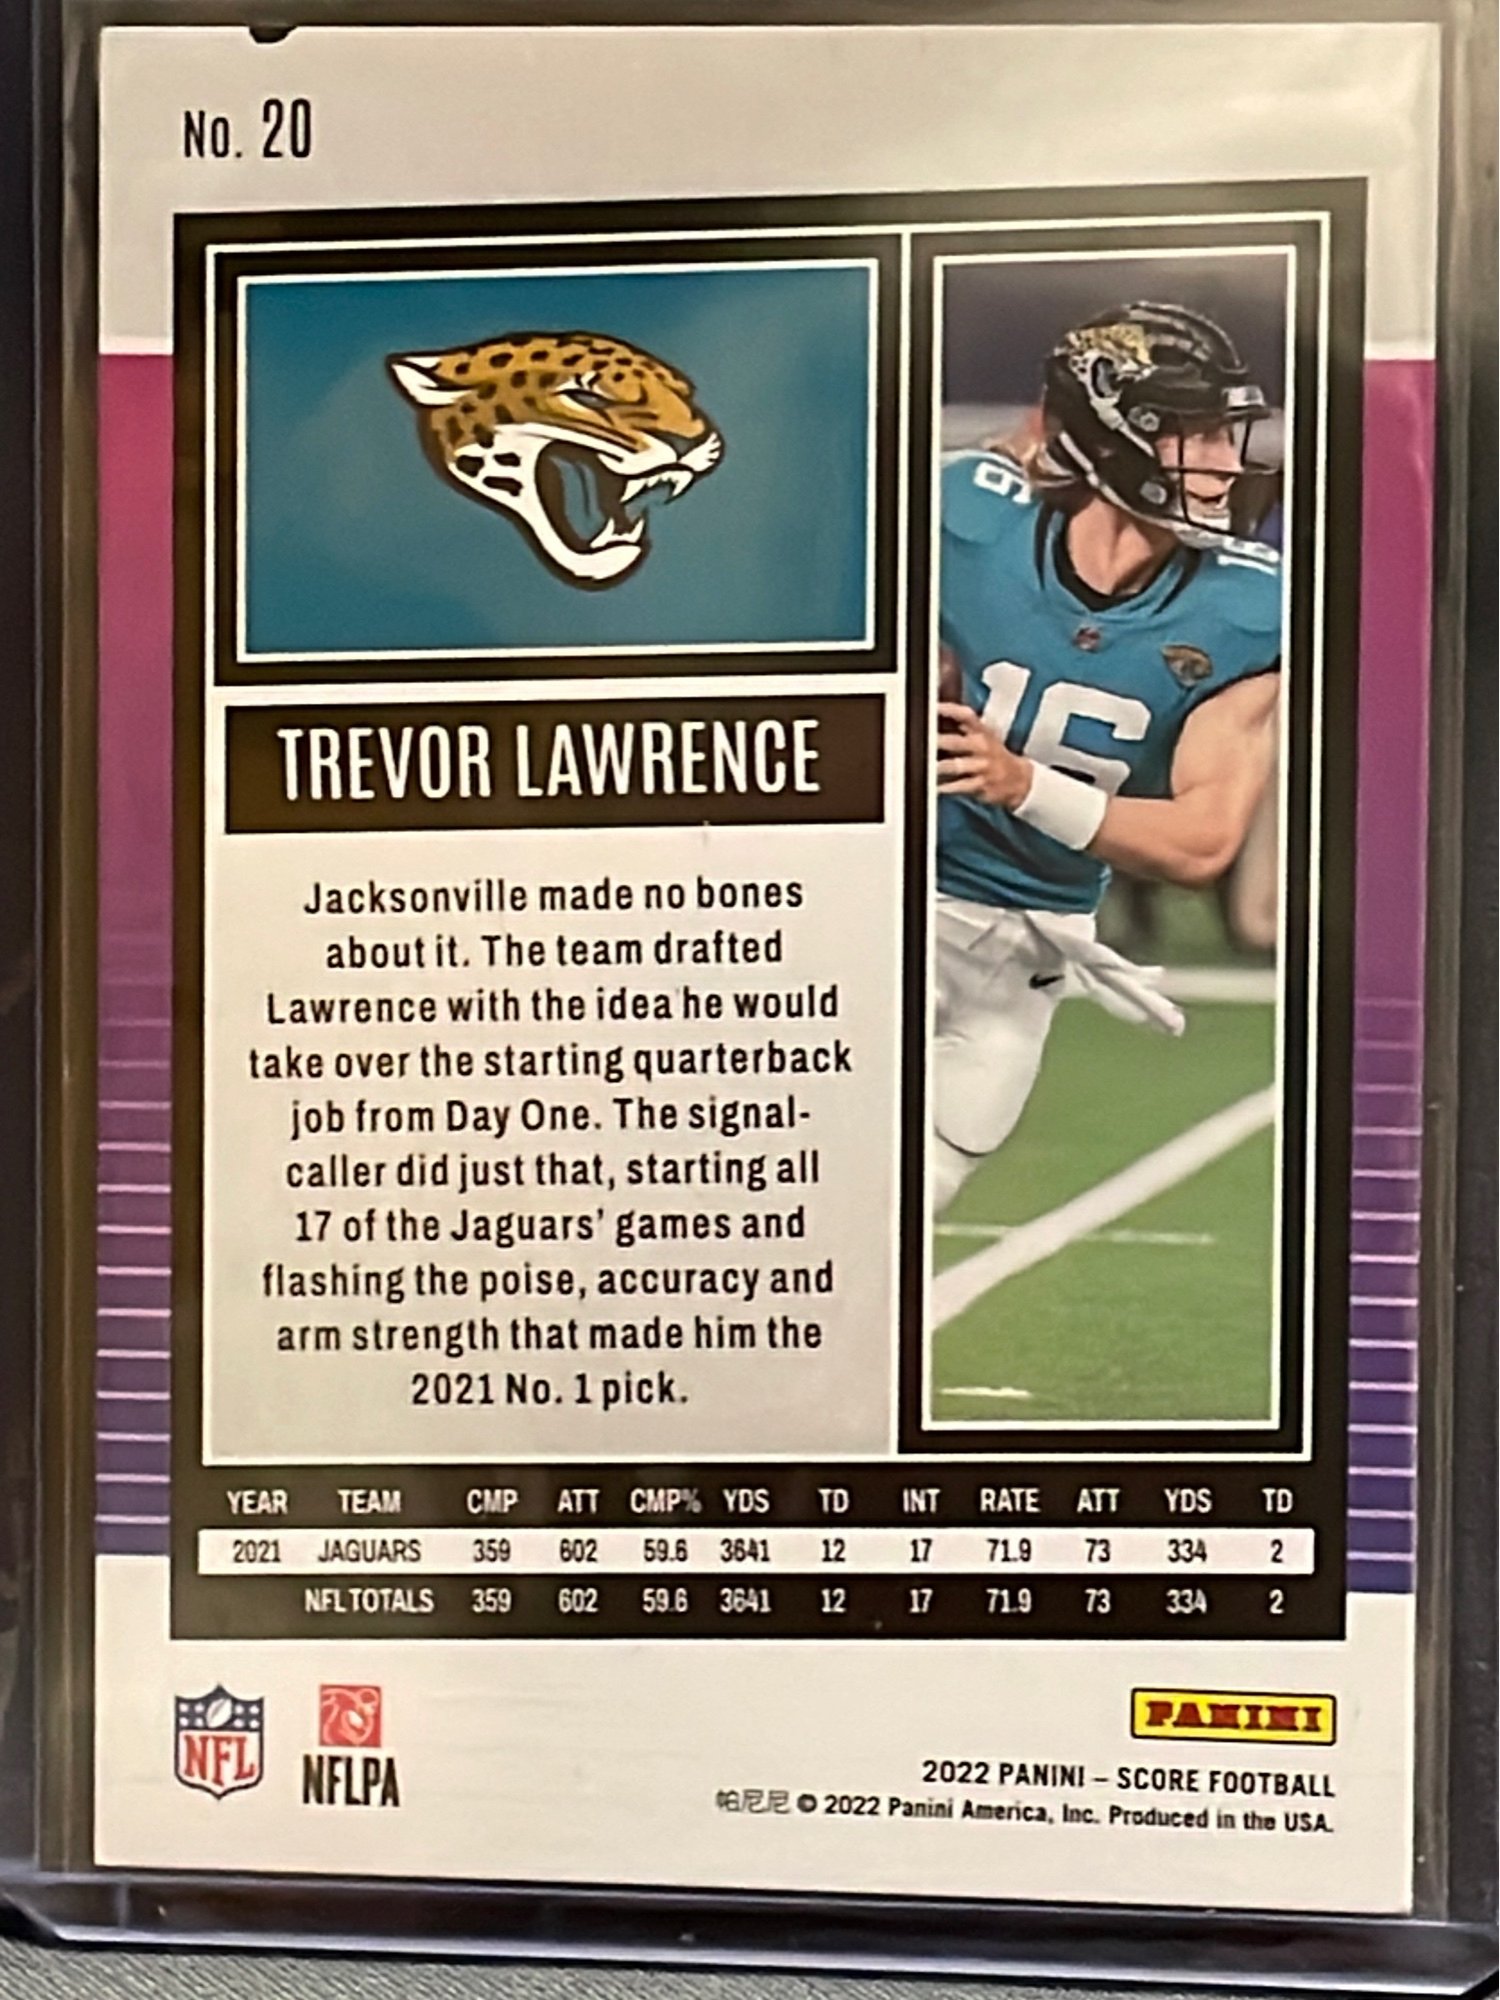 No. 20
16
16
16
TREVOR LAWRENCE
Jacksonville made no bones
about it. The team drafted
Lawrence with the idea he would
take over the starting quarterback
job from Day One. The signal-
caller did just that, starting all
17 of the Jaguars' games and
flashing the poise, accuracy and
arm strength that made him the
2021 No. 1 pick.
YEAR TEAM CMP ATT CMP% YDS TD INT RATE ATT YDS TD
2021 JAGUARS 359 602 59.6 3641 12 17 71.9 73 334 2
NFL TOTALS 359 602 59.6 3641 12 17 71.9 73 334 2
NFL
NFLPA
PANINI
2022 PANINI – SCORE FOOTBALL
帕尼尼 © 2022 Panini America, Inc. Produced in the USA.